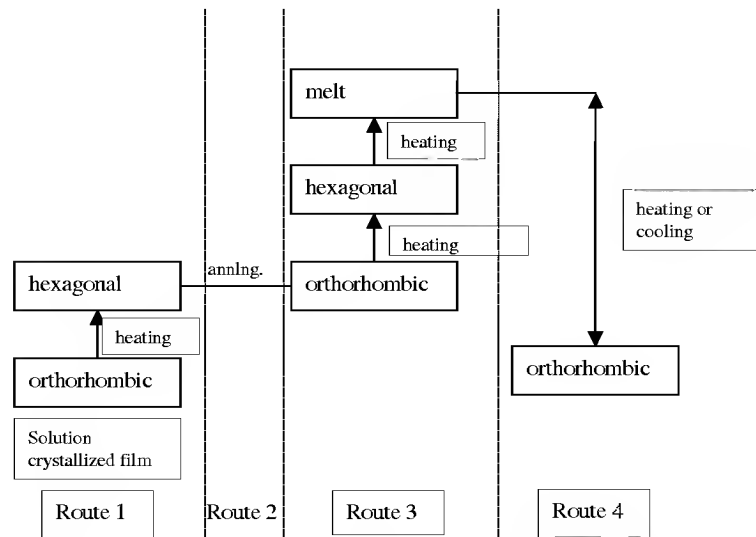 melt
heating
hexagonal
heating
heating or
cooling
annlng.
hexagonal
orthorhombic
heating
orthorhombic
orthorhombic
Solution
crystallized film
Route 1
Route 2
Route 3
Route 4